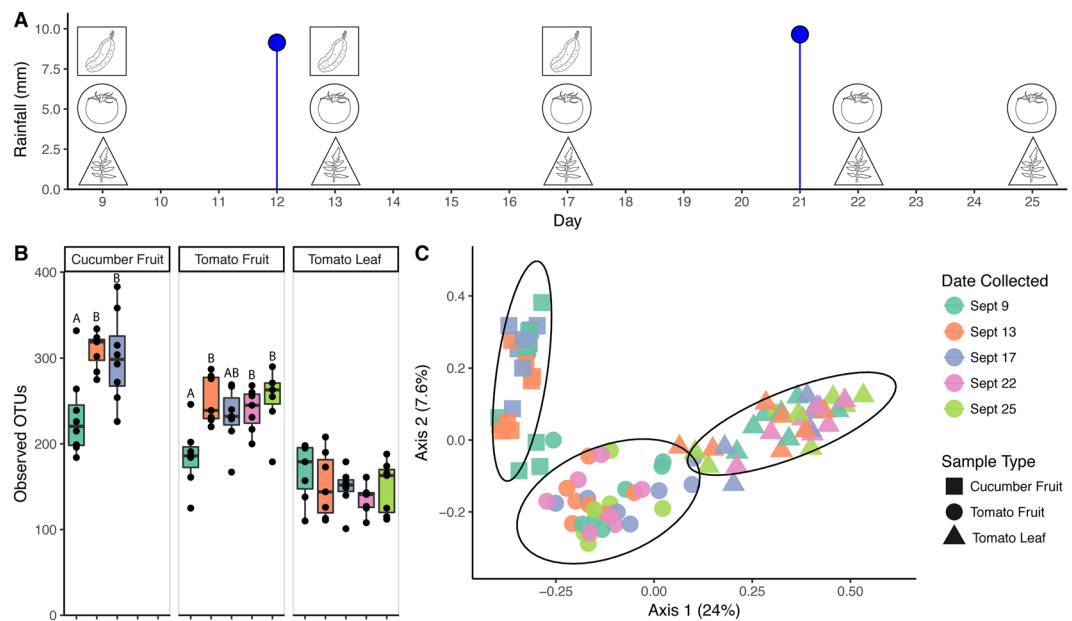 A
Rainfall (mm)
10.0
7.5
5.0
2.5
0.0
9 10 11 12 13 14 15 16 17 18 19 20 21 22 23 24 25
Day
B
Cucumber Fruit Tomato Fruit Tomato Leaf
Observed OTUs
400
300
200
100
0
A B B
A B AB B B
C
Axis 2 (7.6%)
0.4
0.2
0.0
−0.2
−0.25 0.00 0.25 0.50
Axis 1 (24%)
Date Collected
Sept 9
Sept 13
Sept 17
Sept 22
Sept 25
Sample Type
Cucumber Fruit
Tomato Fruit
Tomato Leaf